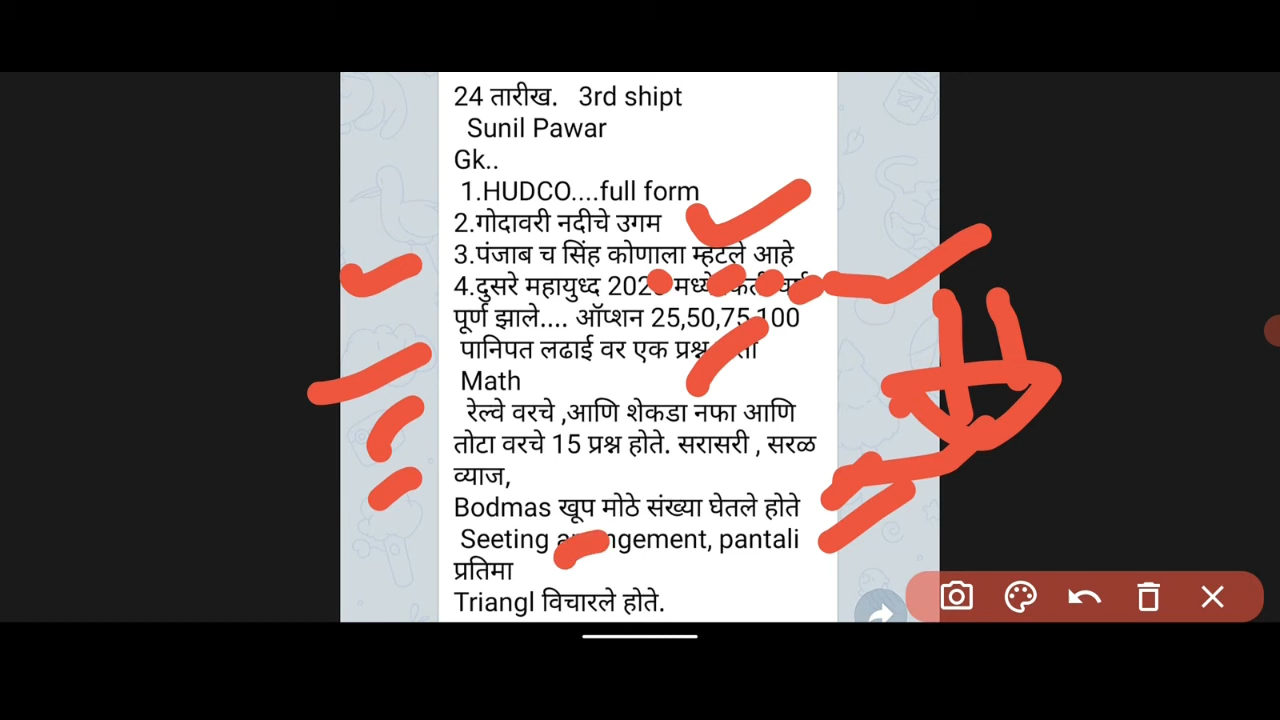 24 तारीख. 3rd shipt
Sunil Pawar
Gk..
1.HUDCO....full form
2.गोदावरी नदीचे उगम
3.पंजाब च सिंह कोणाला म्हटले आहे
4.दुसरे महायुध्द मध्ये
पूर्ण झाले.... ऑप्शन 25,50,75,100
पानिपत लढाई वर एक प्रश्न
Math
रेल्वे वरचे ,आणि शेकडा नफा आणि
तोटा वरचे 15 प्रश्न होते. सरासरी , सरळ
व्याज,
Bodmas खूप मोठे संख्या घेतले होते
Seeting pantali
प्रतिमा
Triangl विचारले होते.